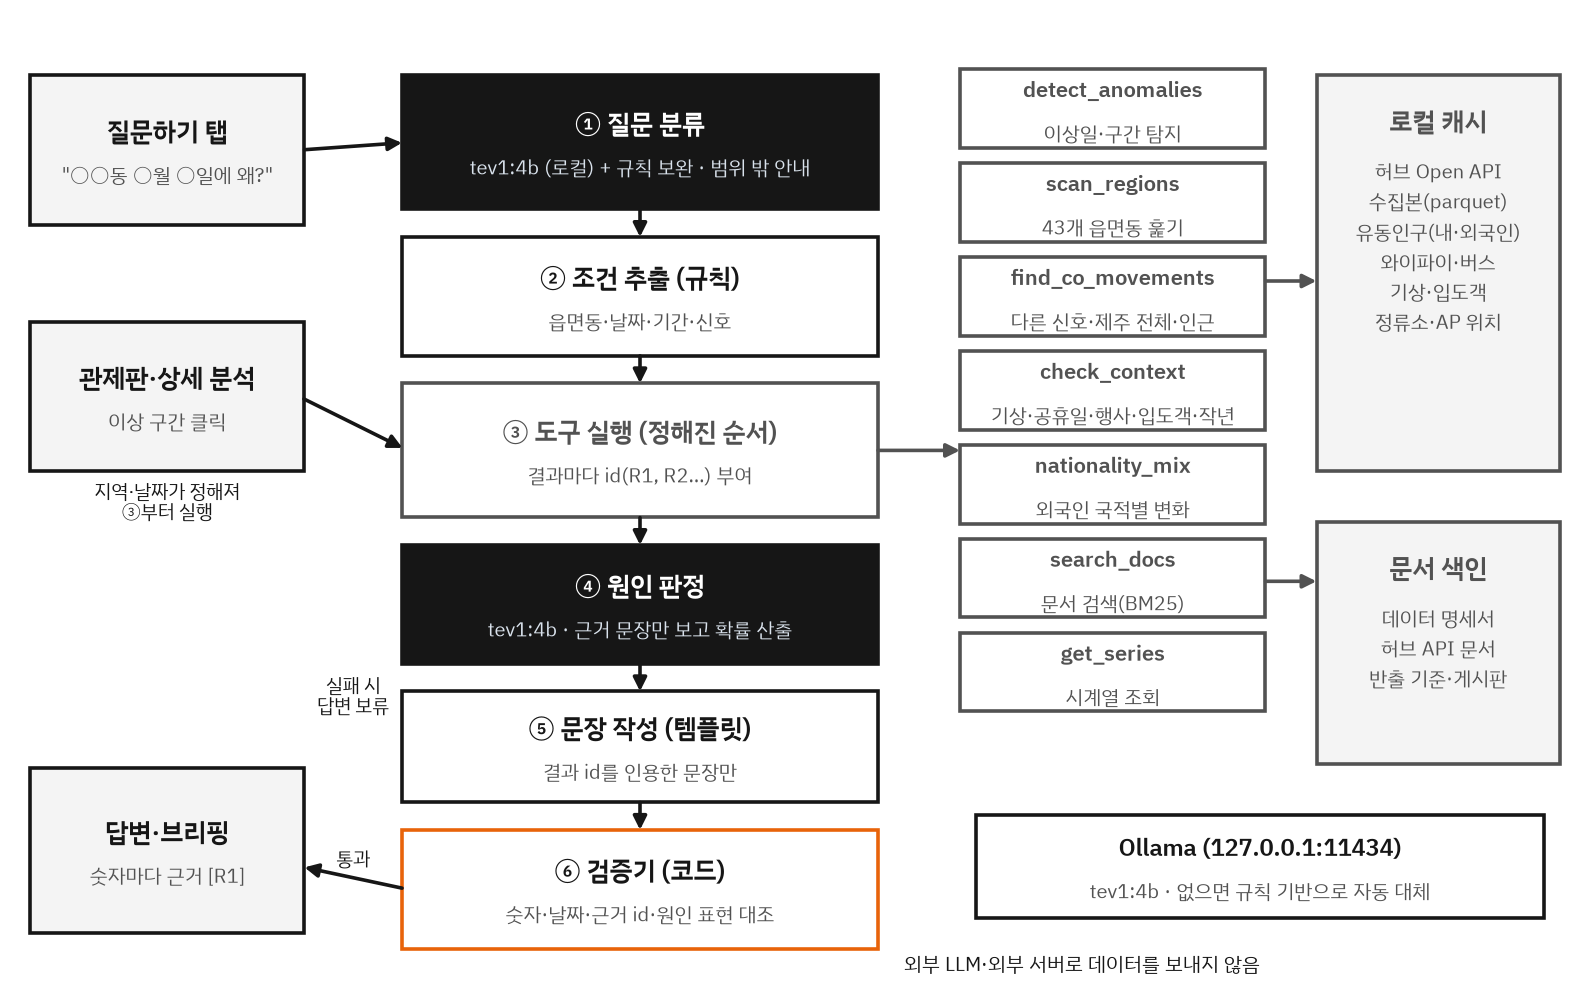 질문하기 탭
"○○동 ○월 ○일에 왜?"
관제판·상세 분석
이상 구간 클릭
지역·날짜가 정해져
③부터 실행
실패 시
답변 보류
답변·브리핑
숫자마다 근거 [R1]
통과
① 질문 분류
tev1:4b (로컬) + 규칙 보완 · 범위 밖 안내
② 조건 추출 (규칙)
읍면동·날짜·기간·신호
③ 도구 실행 (정해진 순서)
결과마다 id(R1, R2...) 부여
④ 원인 판정
tev1:4b · 근거 문장만 보고 확률 산출
⑤ 문장 작성 (템플릿)
결과 id를 인용한 문장만
⑥ 검증기 (코드)
숫자·날짜·근거 id·원인 표현 대조
detect_anomalies
이상일·구간 탐지
scan_regions
43개 읍면동 훑기
find_co_movements
다른 신호·제주 전체·인근
check_context
기상·공휴일·행사·입도객·작년
nationality_mix
외국인 국적별 변화
search_docs
문서 검색(BM25)
get_series
시계열 조회
로컬 캐시
허브 Open API
수집본(parquet)
유동인구(내·외국인)
와이파이·버스
기상·입도객
정류소·AP 위치
문서 색인
데이터 명세서
허브 API 문서
반출 기준·게시판
Ollama (127.0.0.1:11434)
tev1:4b · 없으면 규칙 기반으로 자동 대체
외부 LLM·외부 서버로 데이터를 보내지 않음